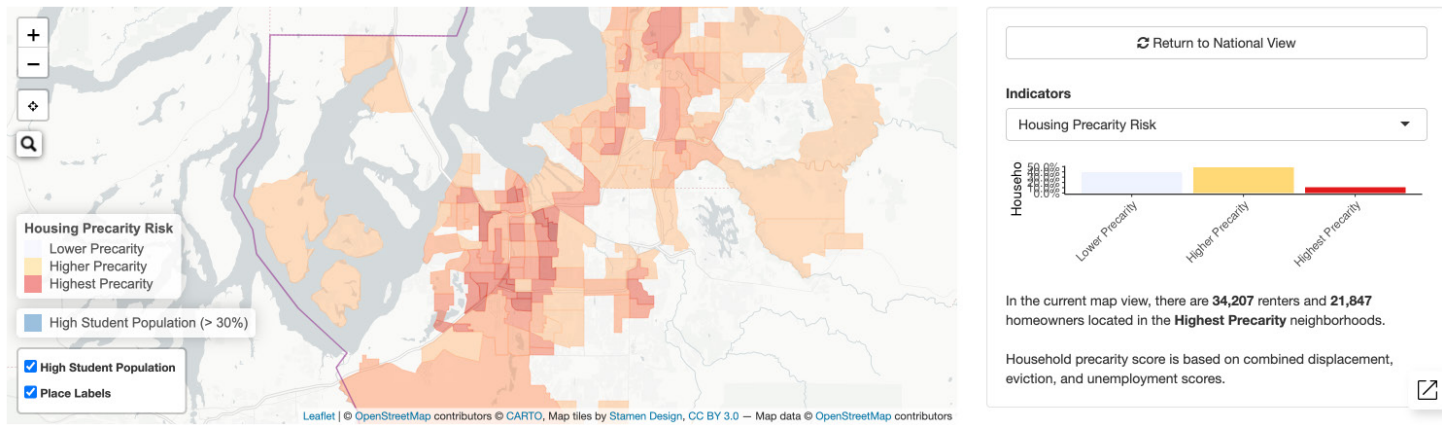 +
−
Housing Precarity Risk
Lower Precarity
Higher Precarity
Highest Precarity
High Student Population (> 30%)
High Student Population
Place Labels
Leaflet | © OpenStreetMap contributors © CARTO, Map tiles by Stamen Design, CC BY 3.0 — Map data © OpenStreetMap contributors
Return to National View
Indicators
Housing Precarity Risk
Househo
50.0%
0.0%
Lower Precarity
Higher Precarity
Highest Precarity
In the current map view, there are 34,207 renters and 21,847
homeowners located in the Highest Precarity neighborhoods.
Household precarity score is based on combined displacement,
eviction, and unemployment scores.